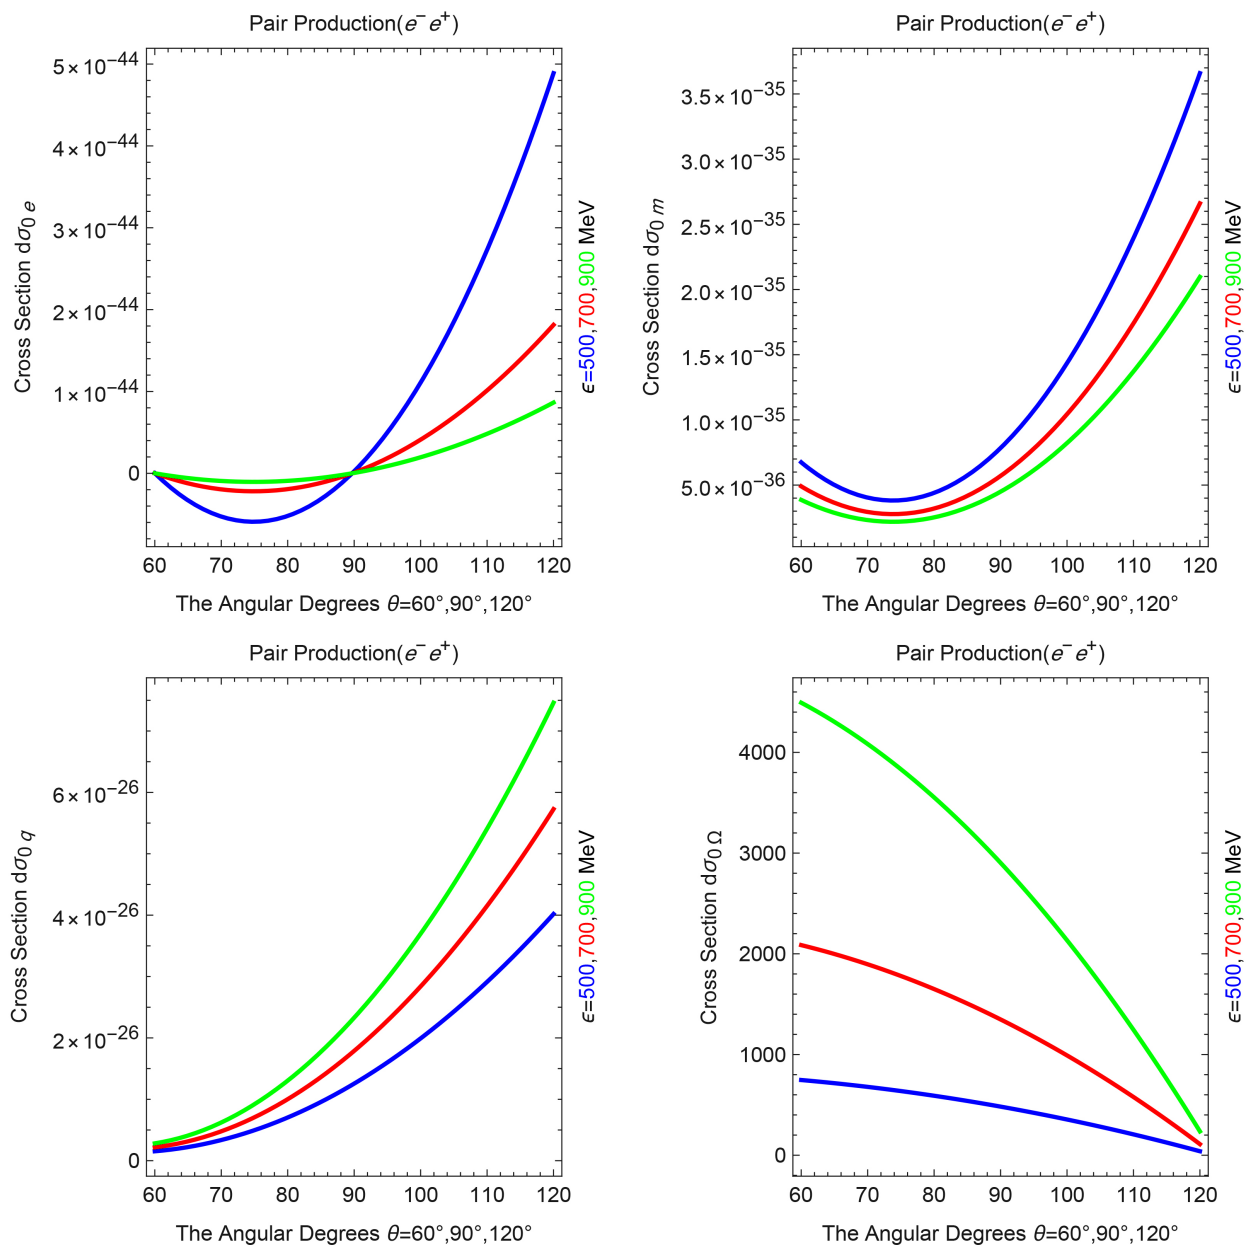 Pair Production(e⁻e⁺)
5×10⁻⁴⁴
4×10⁻⁴⁴
3×10⁻⁴⁴
2×10⁻⁴⁴
1×10⁻⁴⁴
0
Cross Section dσ₀ₑ
ϵ=500,700,900 MeV
60 70 80 90 100 110 120
The Angular Degrees θ=60°,90°,120°
Pair Production(e⁻e⁺)
3.5×10⁻³⁵
3.0×10⁻³⁵
2.5×10⁻³⁵
2.0×10⁻³⁵
1.5×10⁻³⁵
1.0×10⁻³⁵
5.0×10⁻³⁶
Cross Section dσ₀ₘ
ϵ=500,700,900 MeV
60 70 80 90 100 110 120
The Angular Degrees θ=60°,90°,120°
Pair Production(e⁻e⁺)
6×10⁻²⁶
4×10⁻²⁶
2×10⁻²⁶
0
Cross Section dσ₀q
ϵ=500,700,900 MeV
60 70 80 90 100 110 120
The Angular Degrees θ=60°,90°,120°
Pair Production(e⁻e⁺)
4000
3000
2000
1000
0
Cross Section dσ₀Ω
ϵ=500,700,900 MeV
60 70 80 90 100 110 120
The Angular Degrees θ=60°,90°,120°